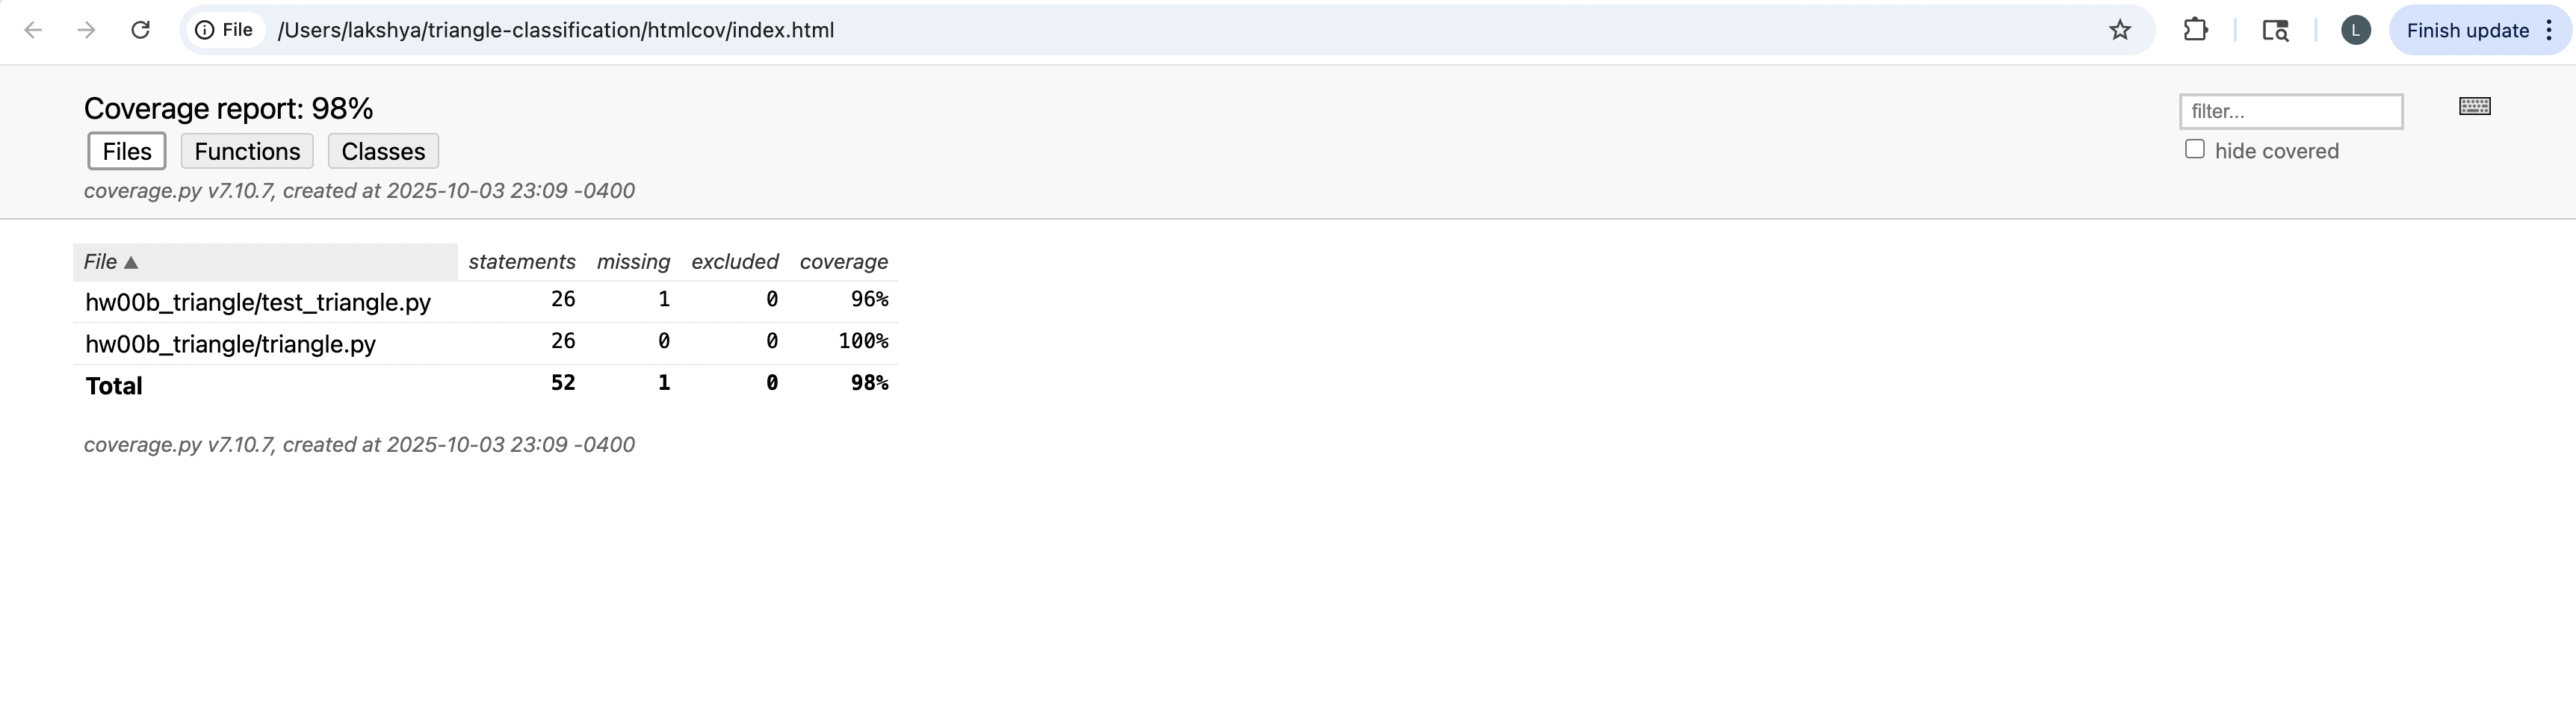 File /Users/lakshya/triangle-classification/htmlcov/index.html L Finish update
Coverage report: 98% filter...
Files Functions Classes hide covered
coverage.py v7.10.7, created at 2025-10-03 23:09 -0400
File ▲ statements missing excluded coverage
hw00b_triangle/test_triangle.py 26 1 0 96%
hw00b_triangle/triangle.py 26 0 0 100%
Total 52 1 0 98%
coverage.py v7.10.7, created at 2025-10-03 23:09 -0400